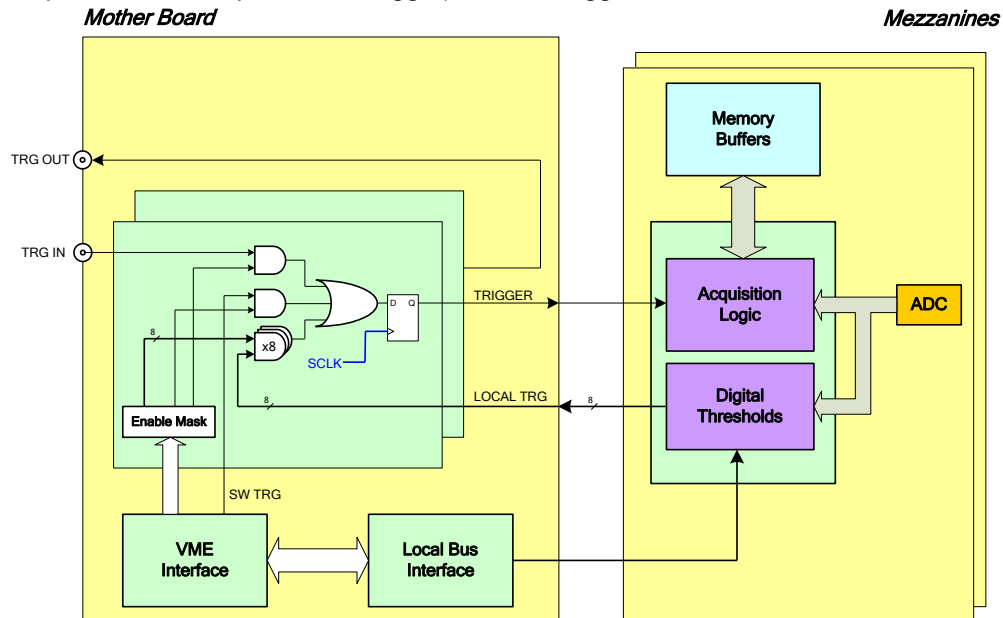 Mother Board
Mezzanines
Memory
Buffers
TRG OUT
TRG IN
D Q
TRIGGER
Acquisition
Logic
ADC
8
x8
SCLK
LOCAL TRG
8
8
Digital
Thresholds
Enable Mask
SW TRG
VME
Interface
Local Bus
Interface